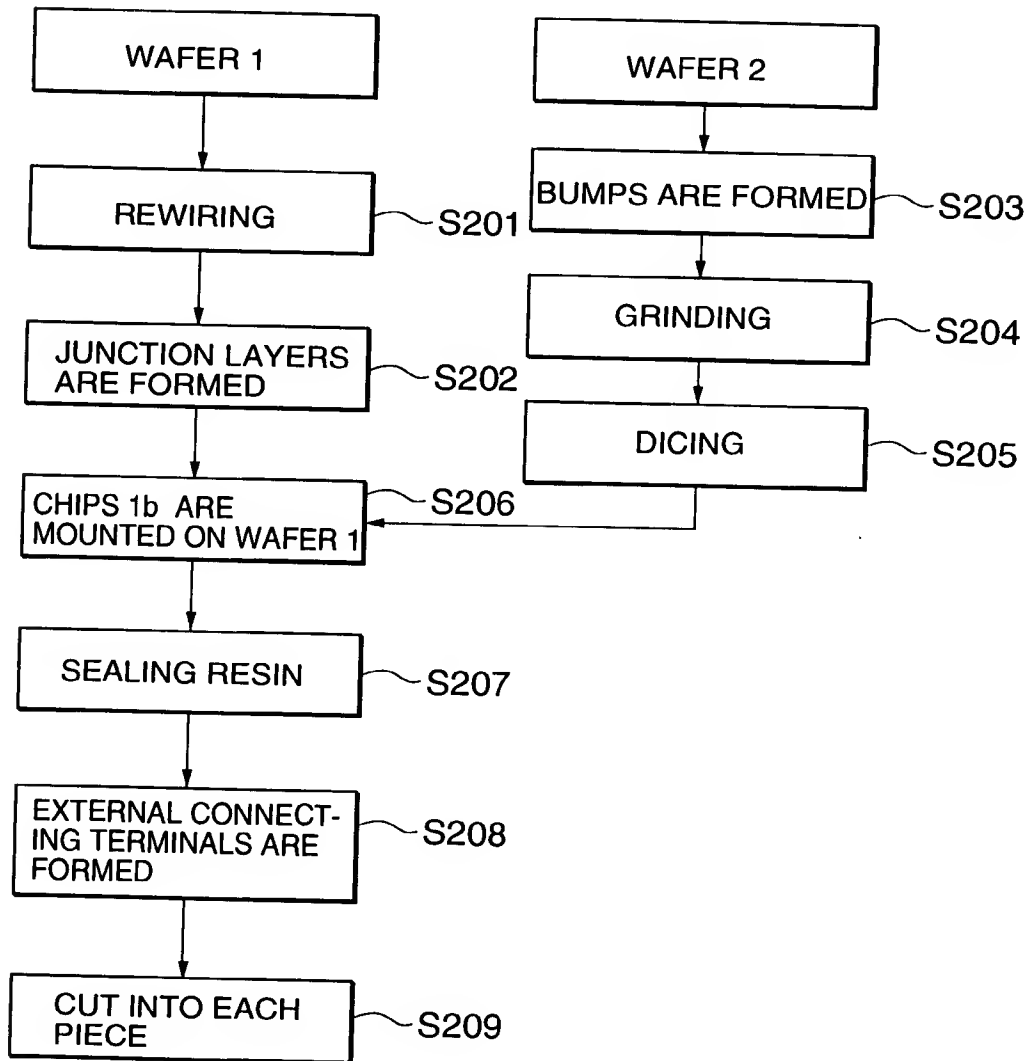 WAFER 1
REWIRING
S201
JUNCTION LAYERS
ARE FORMED
S202
WAFER 2
BUMPS ARE FORMED
S203
GRINDING
S204
DICING
S205
CHIPS 1b ARE
MOUNTED ON WAFER 1
S206
SEALING RESIN
S207
EXTERNAL CONNECT-
ING TERMINALS ARE
FORMED
S208
CUT INTO EACH
PIECE
S209